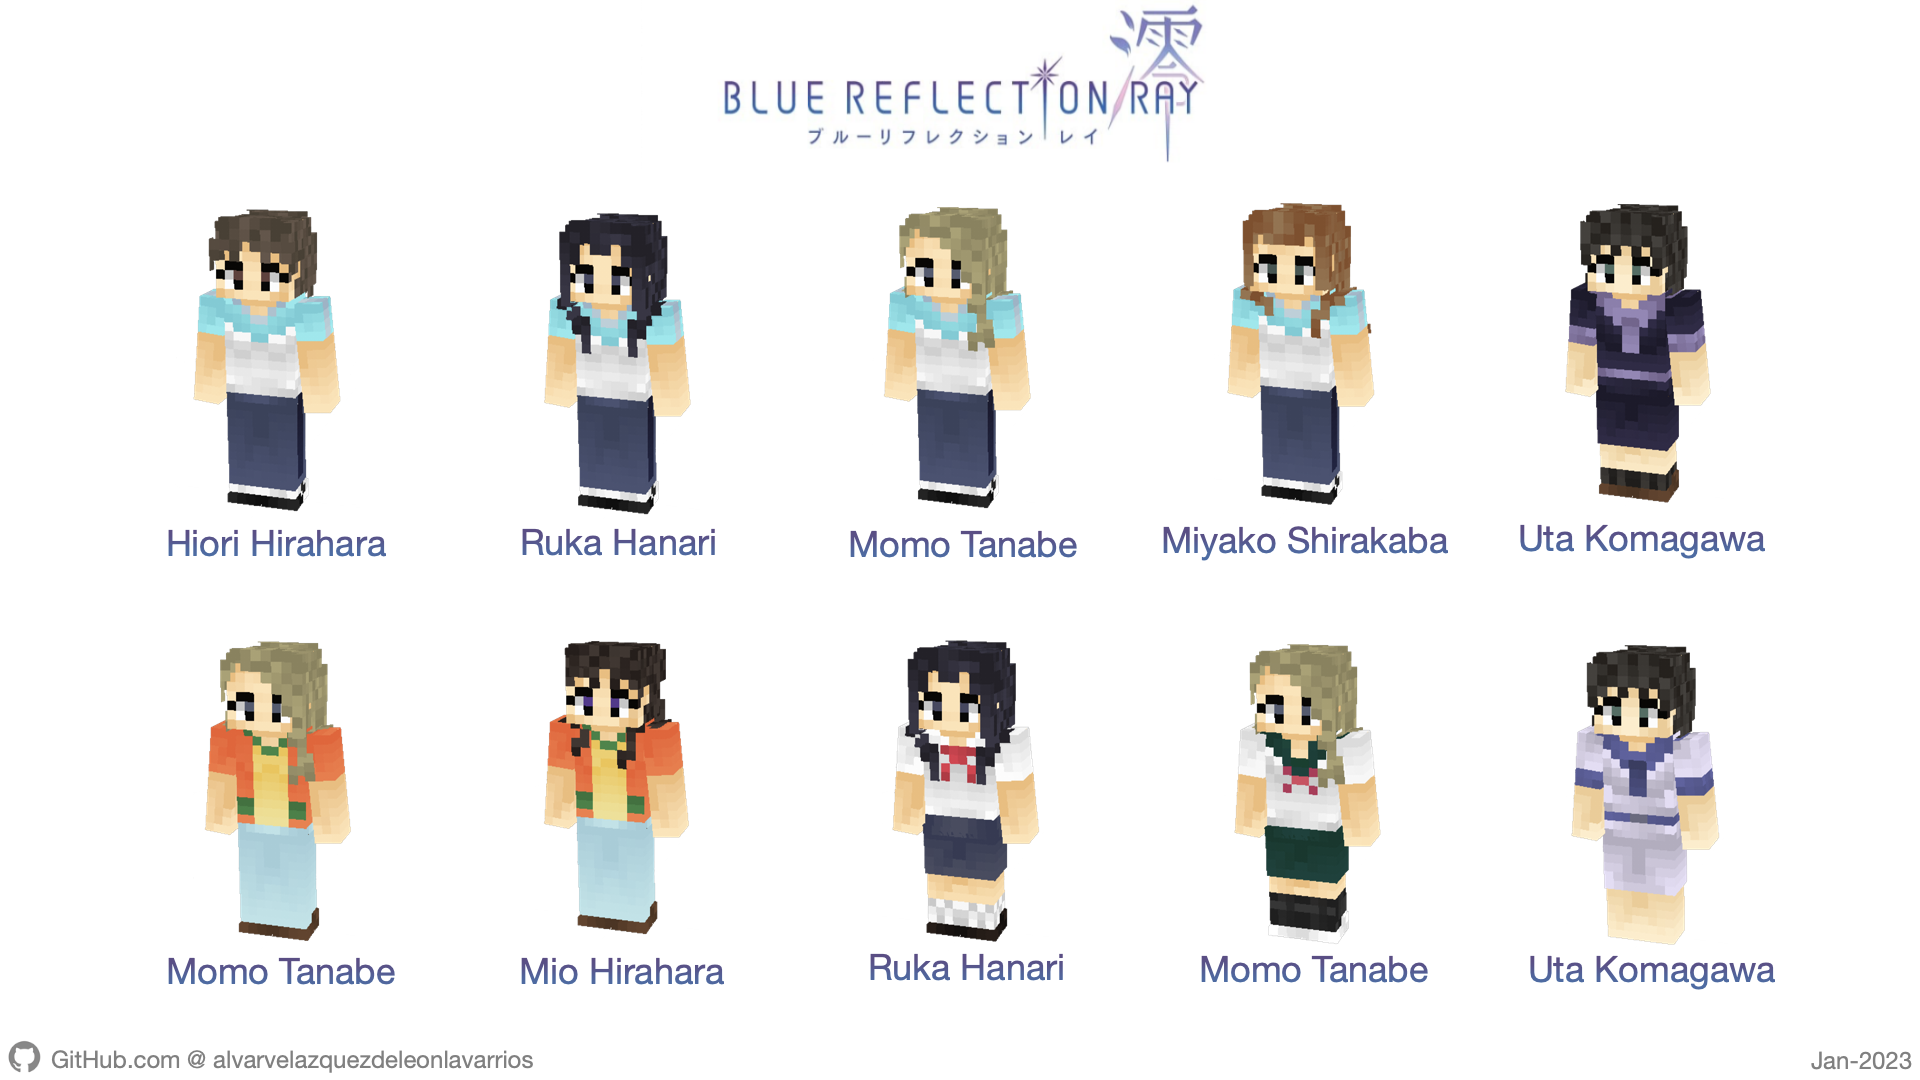 澪
BLUE REFLECTION RAY
ブルーリフレクション レイ
Hiori Hirahara
Ruka Hanari
Momo Tanabe
Miyako Shirakaba
Uta Komagawa
Momo Tanabe
Mio Hirahara
Ruka Hanari
Momo Tanabe
Uta Komagawa
GitHub.com @ alvarvelazquezdeleonlavarrios
Jan-2023